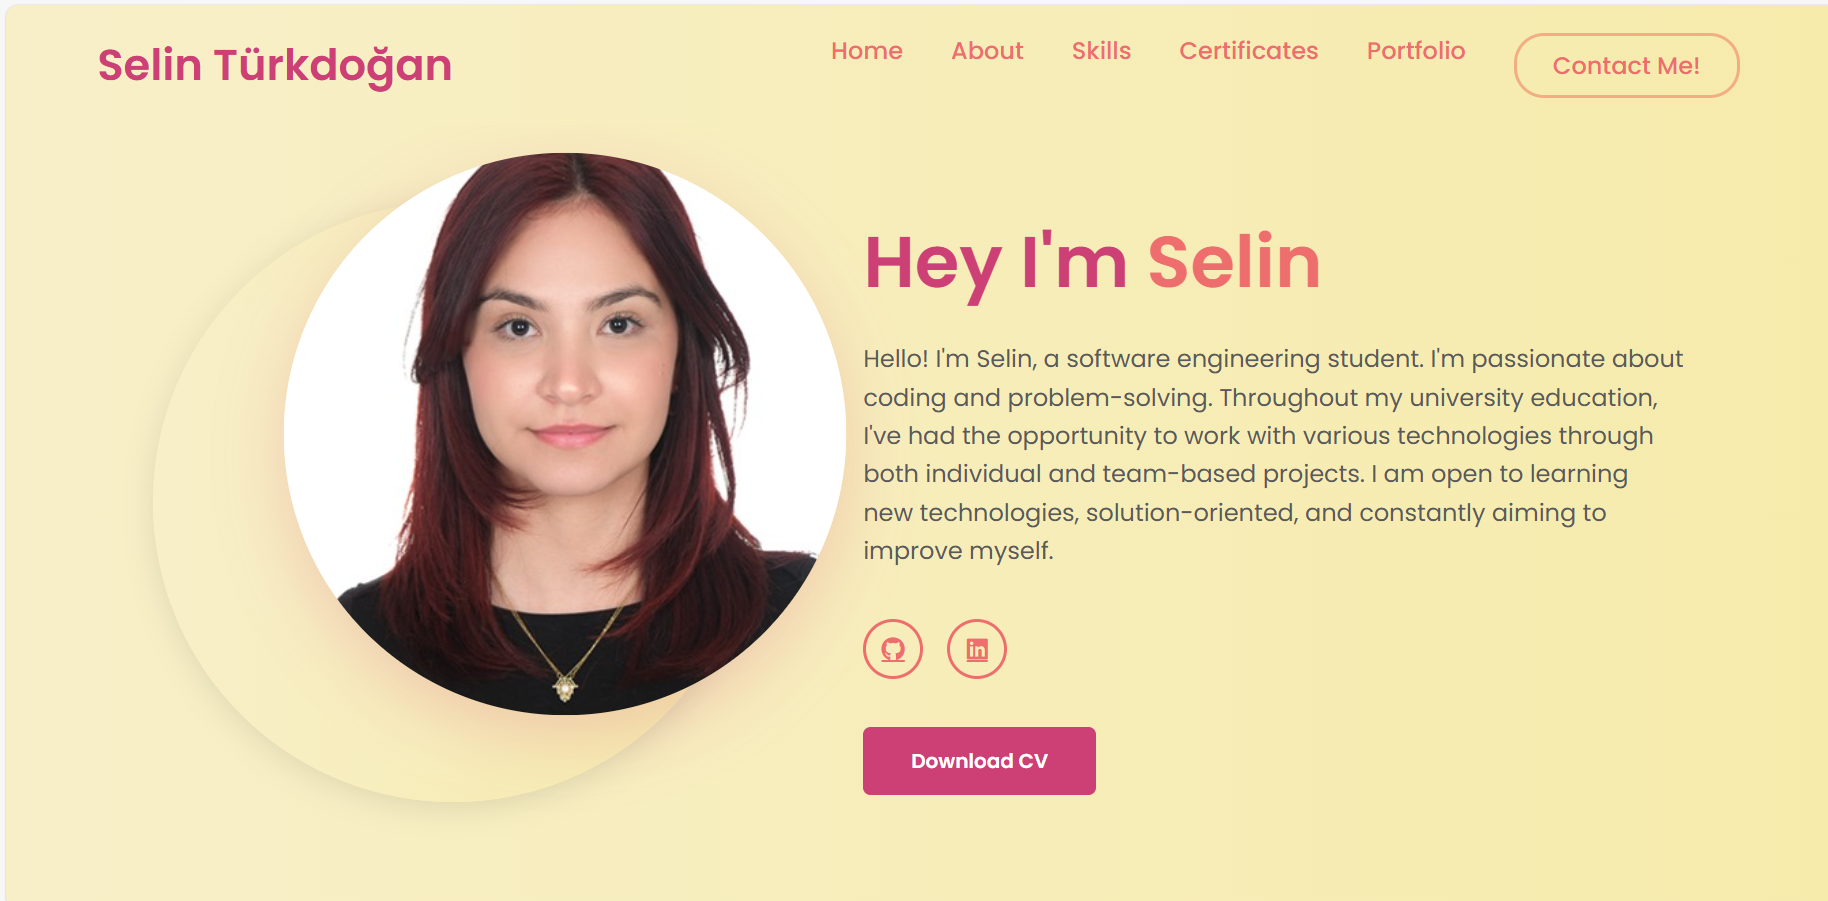 Selin Türkdoğan
Home About Skills Certificates Portfolio Contact Me!
Hey I'm Selin
Hello! I'm Selin, a software engineering student. I'm passionate about
coding and problem-solving. Throughout my university education,
I've had the opportunity to work with various technologies through
both individual and team-based projects. I am open to learning
new technologies, solution-oriented, and constantly aiming to
improve myself.
in
Download CV